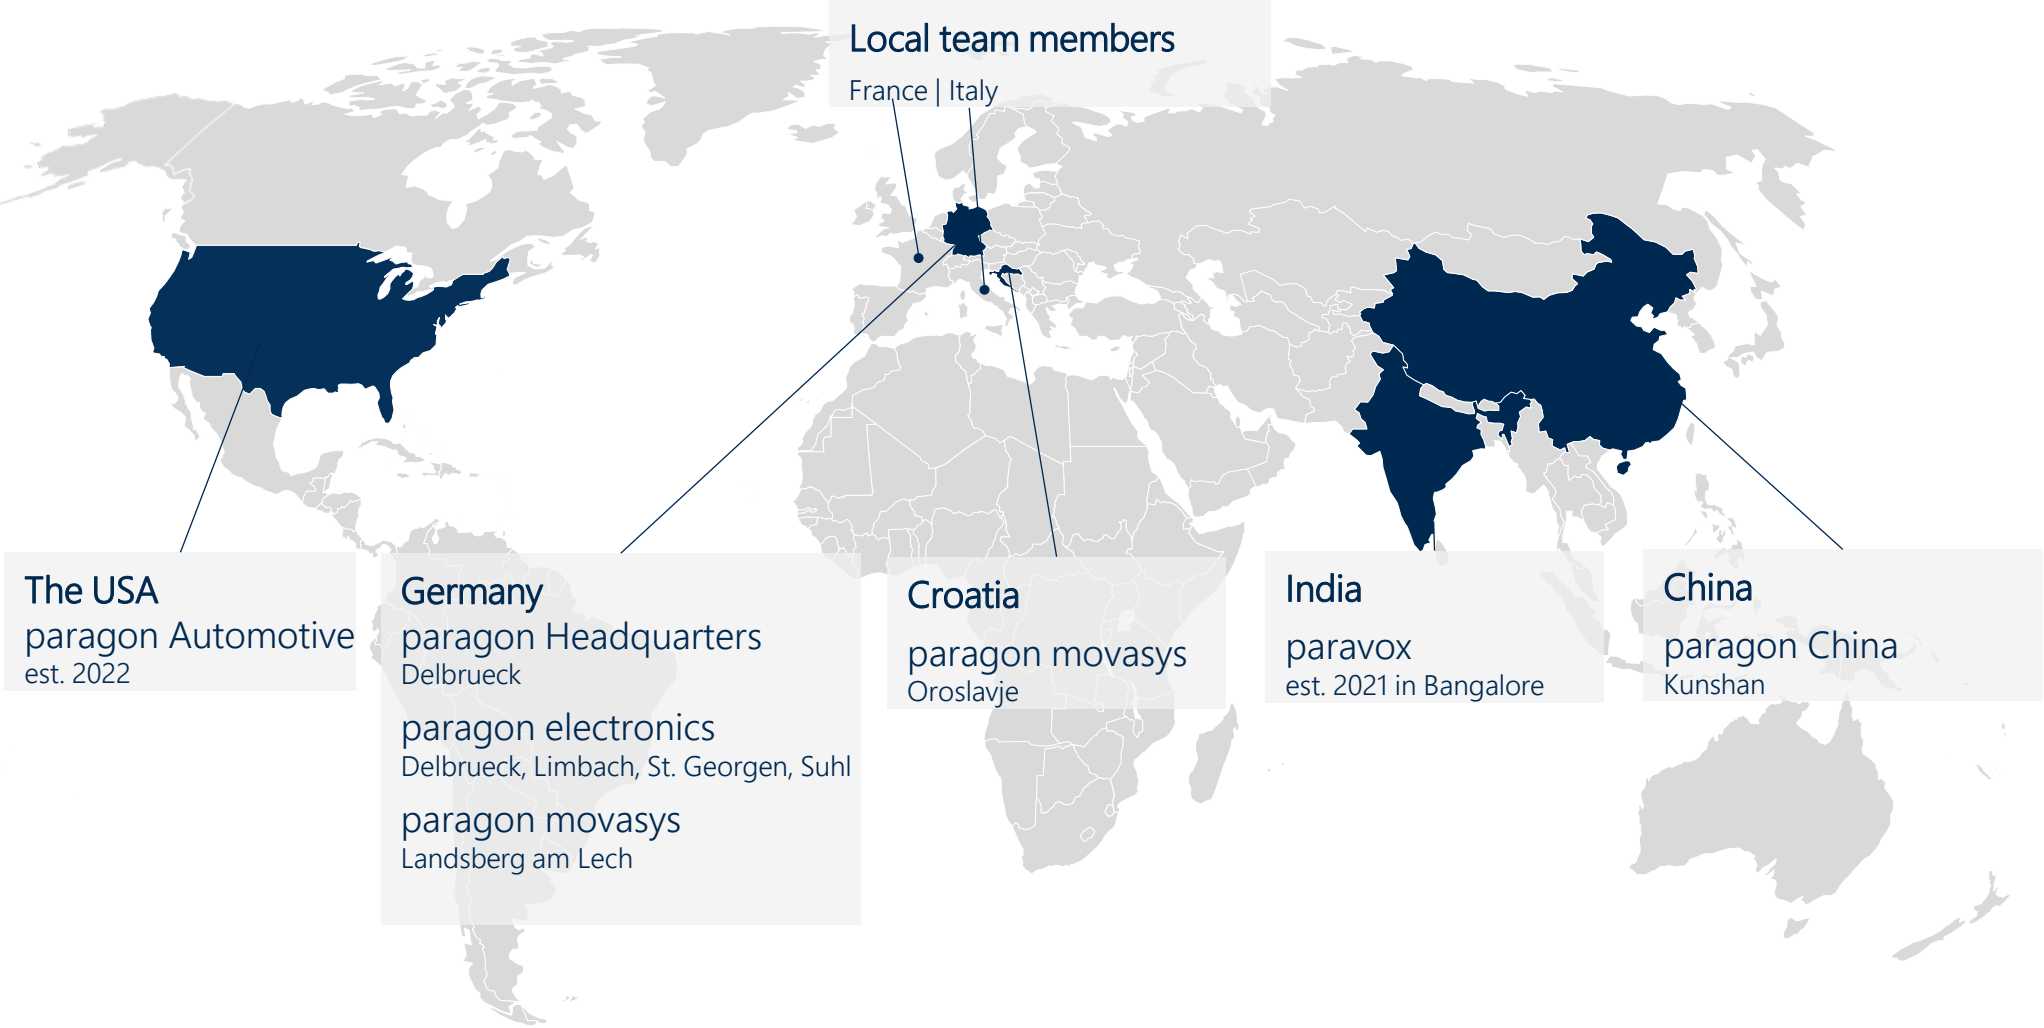 Local team members
France | Italy
The USA
paragon Automotive
est. 2022
Germany
paragon Headquarters
Delbrueck
paragon electronics
Delbrueck, Limbach, St. Georgen, Suhl
paragon movasys
Landsberg am Lech
Croatia
paragon movasys
Oroslavje
India
paravox
est. 2021 in Bangalore
China
paragon China
Kunshan